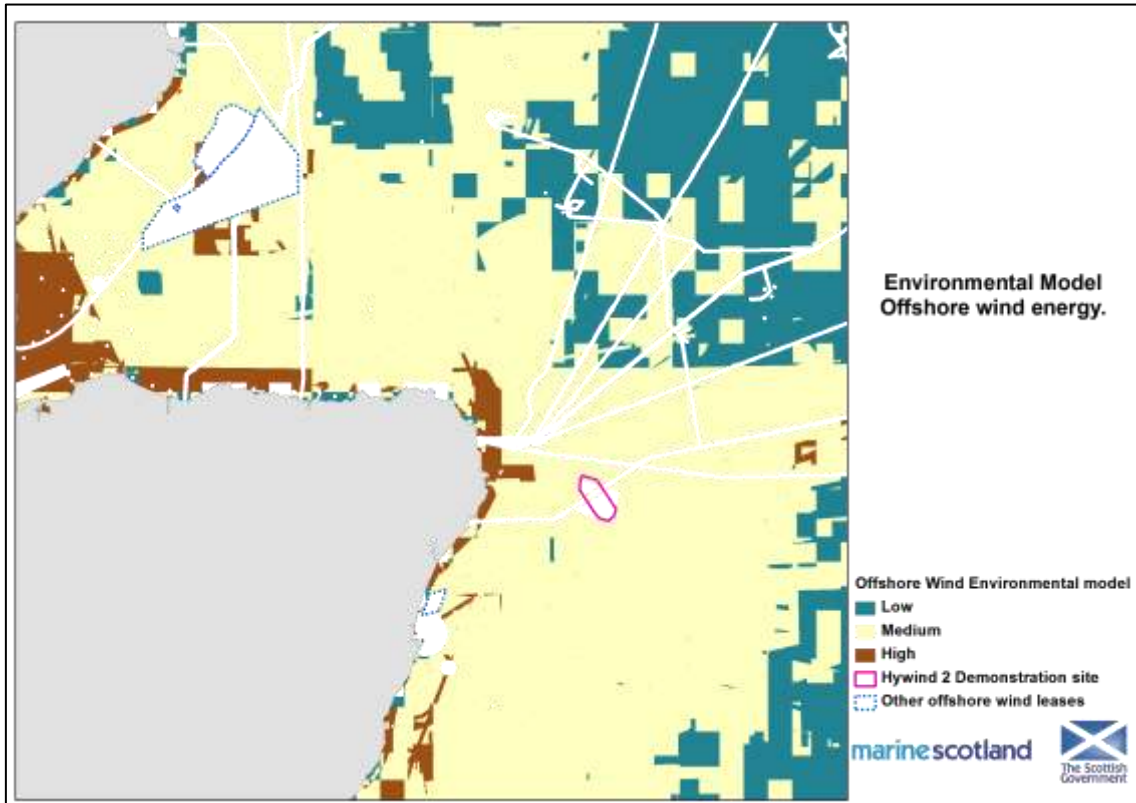 Environmental Model
Offshore wind energy.
Offshore Wind Environmental model
Low
Medium
High
Hywind 2 Demonstration site
Other offshore wind leases
marinescotland
The Scottish
Government